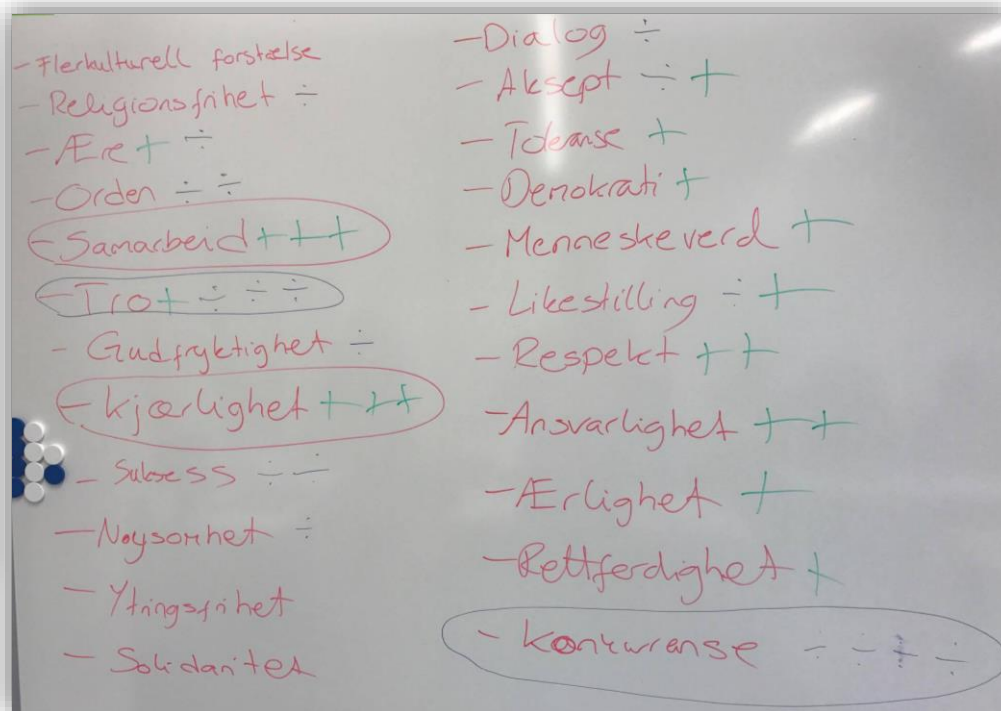 - Flerkulturell forståelse
- Religionsfrihet ÷
- Ære + ÷
- Orden ÷ ÷
- Samarbeid + + +
- Tro + ÷ ÷ ÷
- Gudfryktighet ÷
- Kjærlighet + + +
- Suksess ÷ ÷
- Nøysomhet ÷
- Ytringsfrihet
- Solidaritet
- Dialog ÷
- Aksept ÷ +
- Toleranse +
- Demokrati +
- Menneskeverd +
- Likestilling ÷ +
- Respekt + +
- Ansvarlighet + +
- Ærlighet +
- Rettferdighet +
- Konkuranse ÷ ÷ ÷ ÷